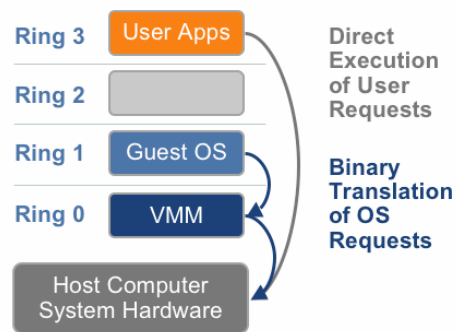 Ring 3
User Apps
Ring 2
Ring 1
Guest OS
Ring 0
VMM
Host Computer
System Hardware
Direct
Execution
of User
Requests
Binary
Translation
of OS
Requests